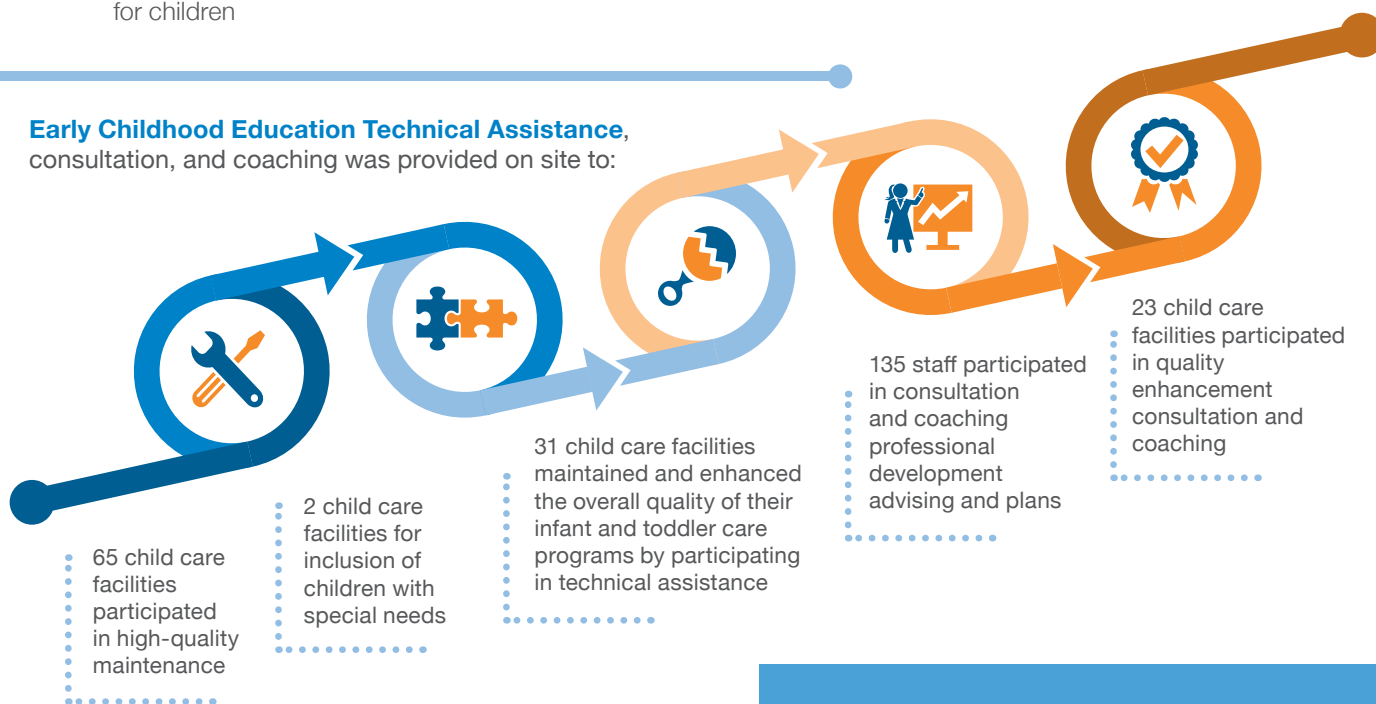 for children
Early Childhood Education Technical Assistance,
consultation, and coaching was provided on site to:
65 child care
facilities
participated
in high-quality
maintenance
2 child care
facilities for
inclusion of
children with
special needs
31 child care facilities
maintained and enhanced
the overall quality of their
infant and toddler care
programs by participating
in technical assistance
135 staff participated
in consultation
and coaching
professional
development
advising and plans
23 child care
facilities participated
in quality
enhancement
consultation and
coaching